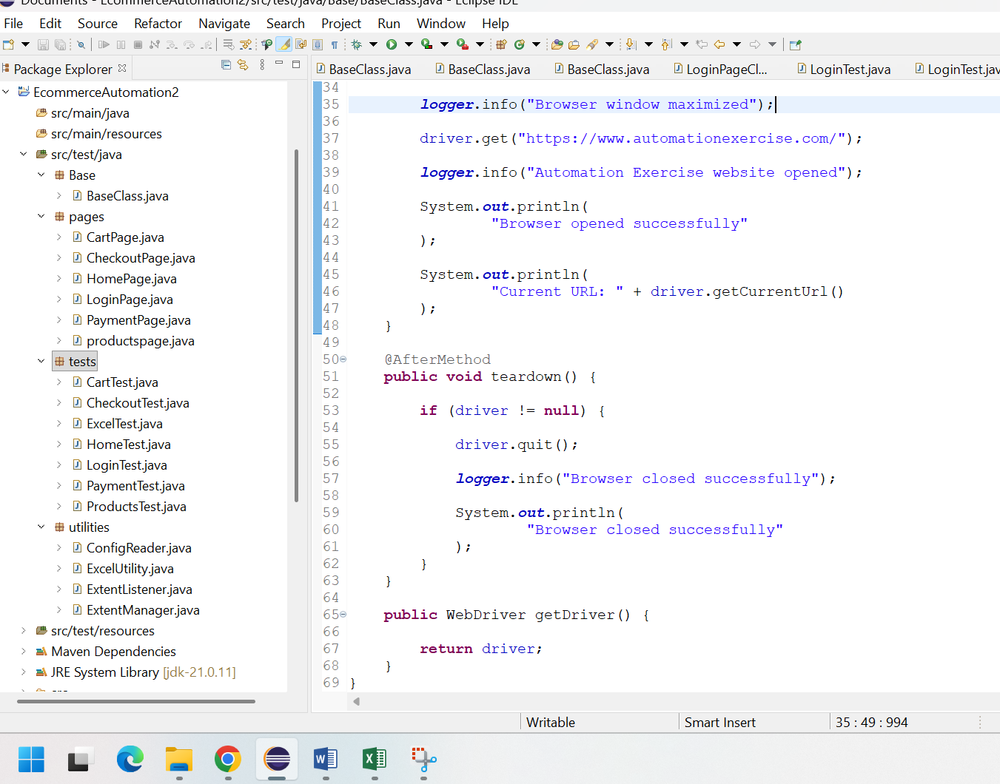 Documents - EcommerceAutomation2/src/test/java/Base/BaseClass.java - Eclipse IDE
File Edit Source Refactor Navigate Search Project Run Window Help
Package Explorer
BaseClass.java BaseClass.java BaseClass.java LoginPageCl... LoginTest.java LoginTest.jav
EcommerceAutomation2
src/main/java
src/main/resources
src/test/java
Base
BaseClass.java
pages
CartPage.java
CheckoutPage.java
HomePage.java
LoginPage.java
PaymentPage.java
productspage.java
tests
CartTest.java
CheckoutTest.java
ExcelTest.java
HomeTest.java
LoginTest.java
PaymentTest.java
ProductsTest.java
utilities
ConfigReader.java
ExcelUtility.java
ExtentListener.java
ExtentManager.java
src/test/resources
Maven Dependencies
JRE System Library [jdk-21.0.11]
34
35 logger.info("Browser window maximized");
36
37 driver.get("https://www.automationexercise.com/");
38
39 logger.info("Automation Exercise website opened");
40
41 System.out.println(
42 "Browser opened successfully"
43 );
44
45 System.out.println(
46 "Current URL: " + driver.getCurrentUrl()
47 );
48 }
49
50 @AfterMethod
51 public void teardown() {
52
53 if (driver != null) {
54
55 driver.quit();
56
57 logger.info("Browser closed successfully");
58
59 System.out.println(
60 "Browser closed successfully"
61 );
62 }
63 }
64
65 public WebDriver getDriver() {
66
67 return driver;
68 }
69 }
Writable Smart Insert 35 : 49 : 994